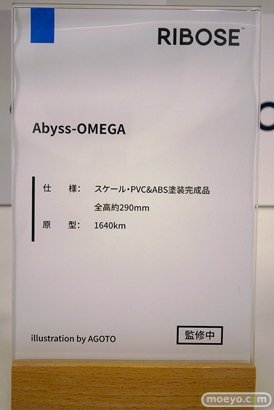 RIBOSE™
Abyss-OMEGA
仕 様： スケール・PVC&ABS塗装完成品
全高約290mm
原 型： 1640km
illustration by AGOTO
監修中
moeyo.com